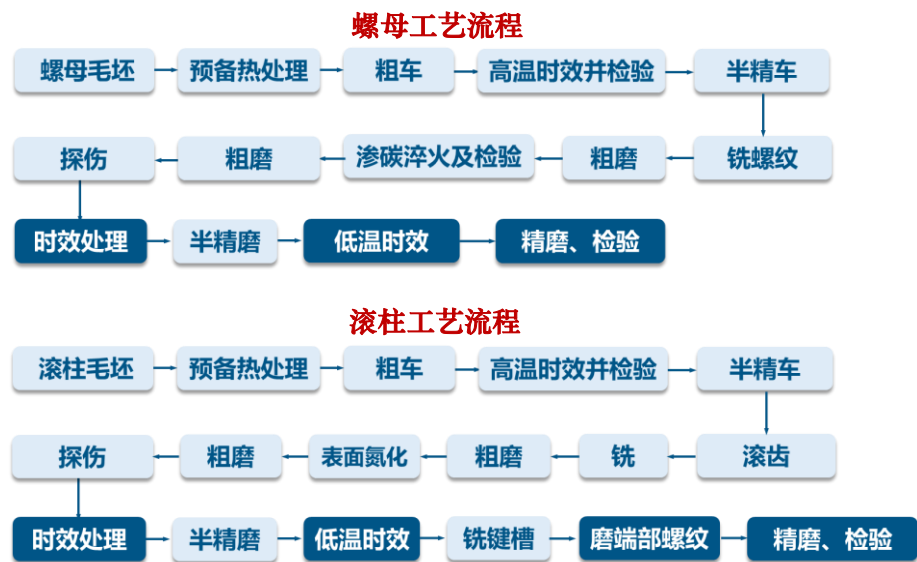 螺母工艺流程
螺母毛坯 预备热处理 粗车 高温时效并检验 半精车
探伤 粗磨 渗碳淬火及检验 粗磨 铣螺纹
时效处理 半精磨 低温时效 精磨、检验
滚柱工艺流程
滚柱毛坯 预备热处理 粗车 高温时效并检验 半精车
探伤 粗磨 表面氮化 粗磨 铣 滚齿
时效处理 半精磨 低温时效 铣键槽 磨端部螺纹 精磨、检验